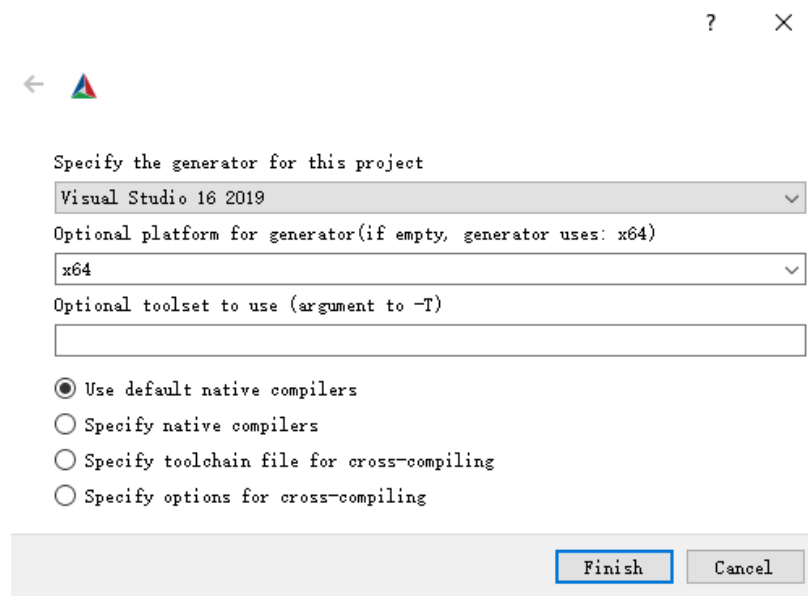 ?
Specify the generator for this project
Visual Studio 16 2019
Optional platform for generator(if empty, generator uses: x64)
x64
Optional toolset to use (argument to -T)
Use default native compilers
Specify native compilers
Specify toolchain file for cross-compiling
Specify options for cross-compiling
Finish Cancel